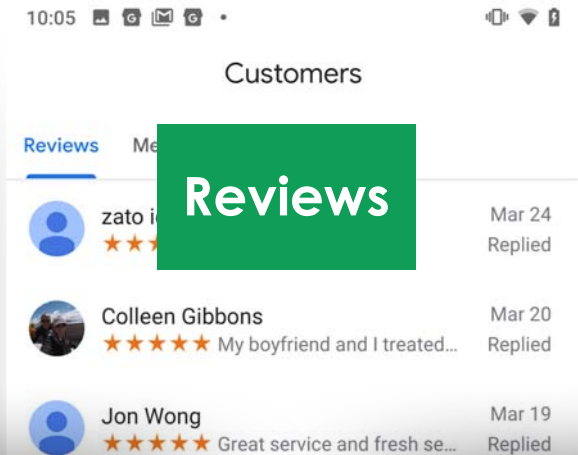 10:05
Customers
Reviews Me
Reviews
zato i
Mar 24
Replied
Colleen Gibbons
Mar 20
★★★★★ My boyfriend and I treated...
Replied
Jon Wong
Mar 19
★★★★★ Great service and fresh se...
Replied